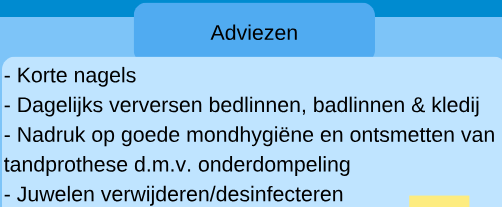 Adviezen
- Korte nagels
- Dagelijks verversen bedlinnen, badlinnen & kledij
- Nadruk op goede mondhygiëne en ontsmetten van
tandprothese d.m.v. onderdompeling
- Juwelen verwijderen/desinfecteren